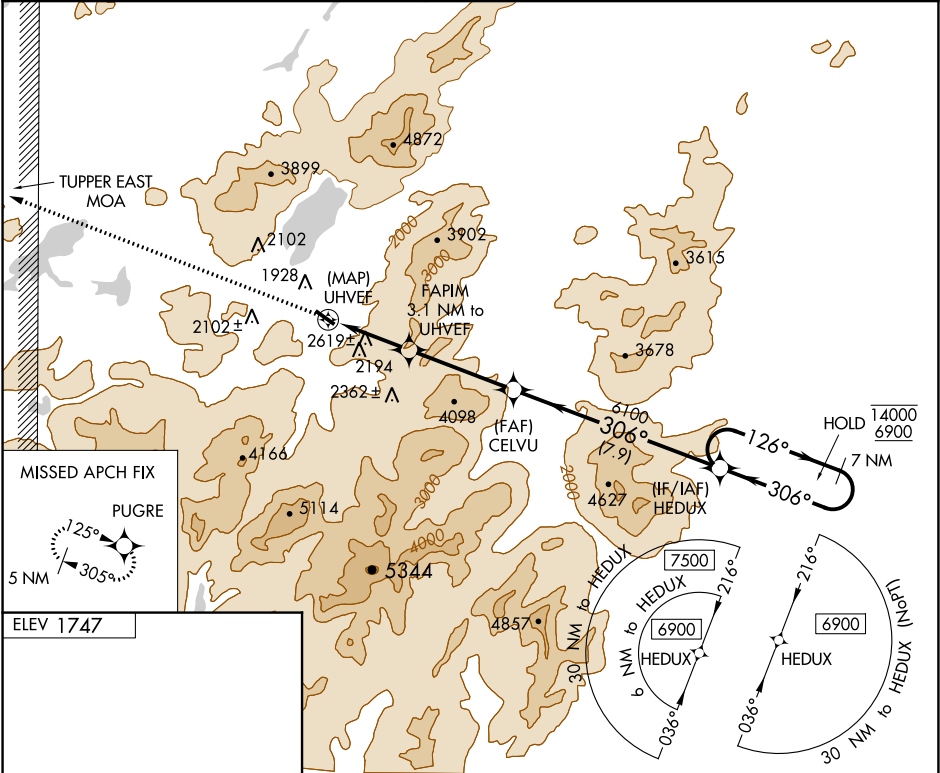 4872
3899
TUPPER EAST
MOA
2000
3902
2102
3000
3615
1928
(MAP)
UHVEF
FAPIM
3.1 NM to
UHVEF
2102±
2619±
2194
3678
2362±
4098
(FAF)
CELVU
6100
306°
(7.9)
126°
HOLD
14000
6900
7 NM
306°
(IF/IAF)
HEDUX
4166
2000
4627
MISSED APCH FIX
PUGRE
125°
305°
5 NM
5114
3000
4000
5344
4857
ELEV 1747
30 NM to HEDUX
7500
216°
6 NM to HEDUX
6900
HEDUX
036°
216°
6900
HEDUX
036°
30 NM to HEDUX (NoPT)